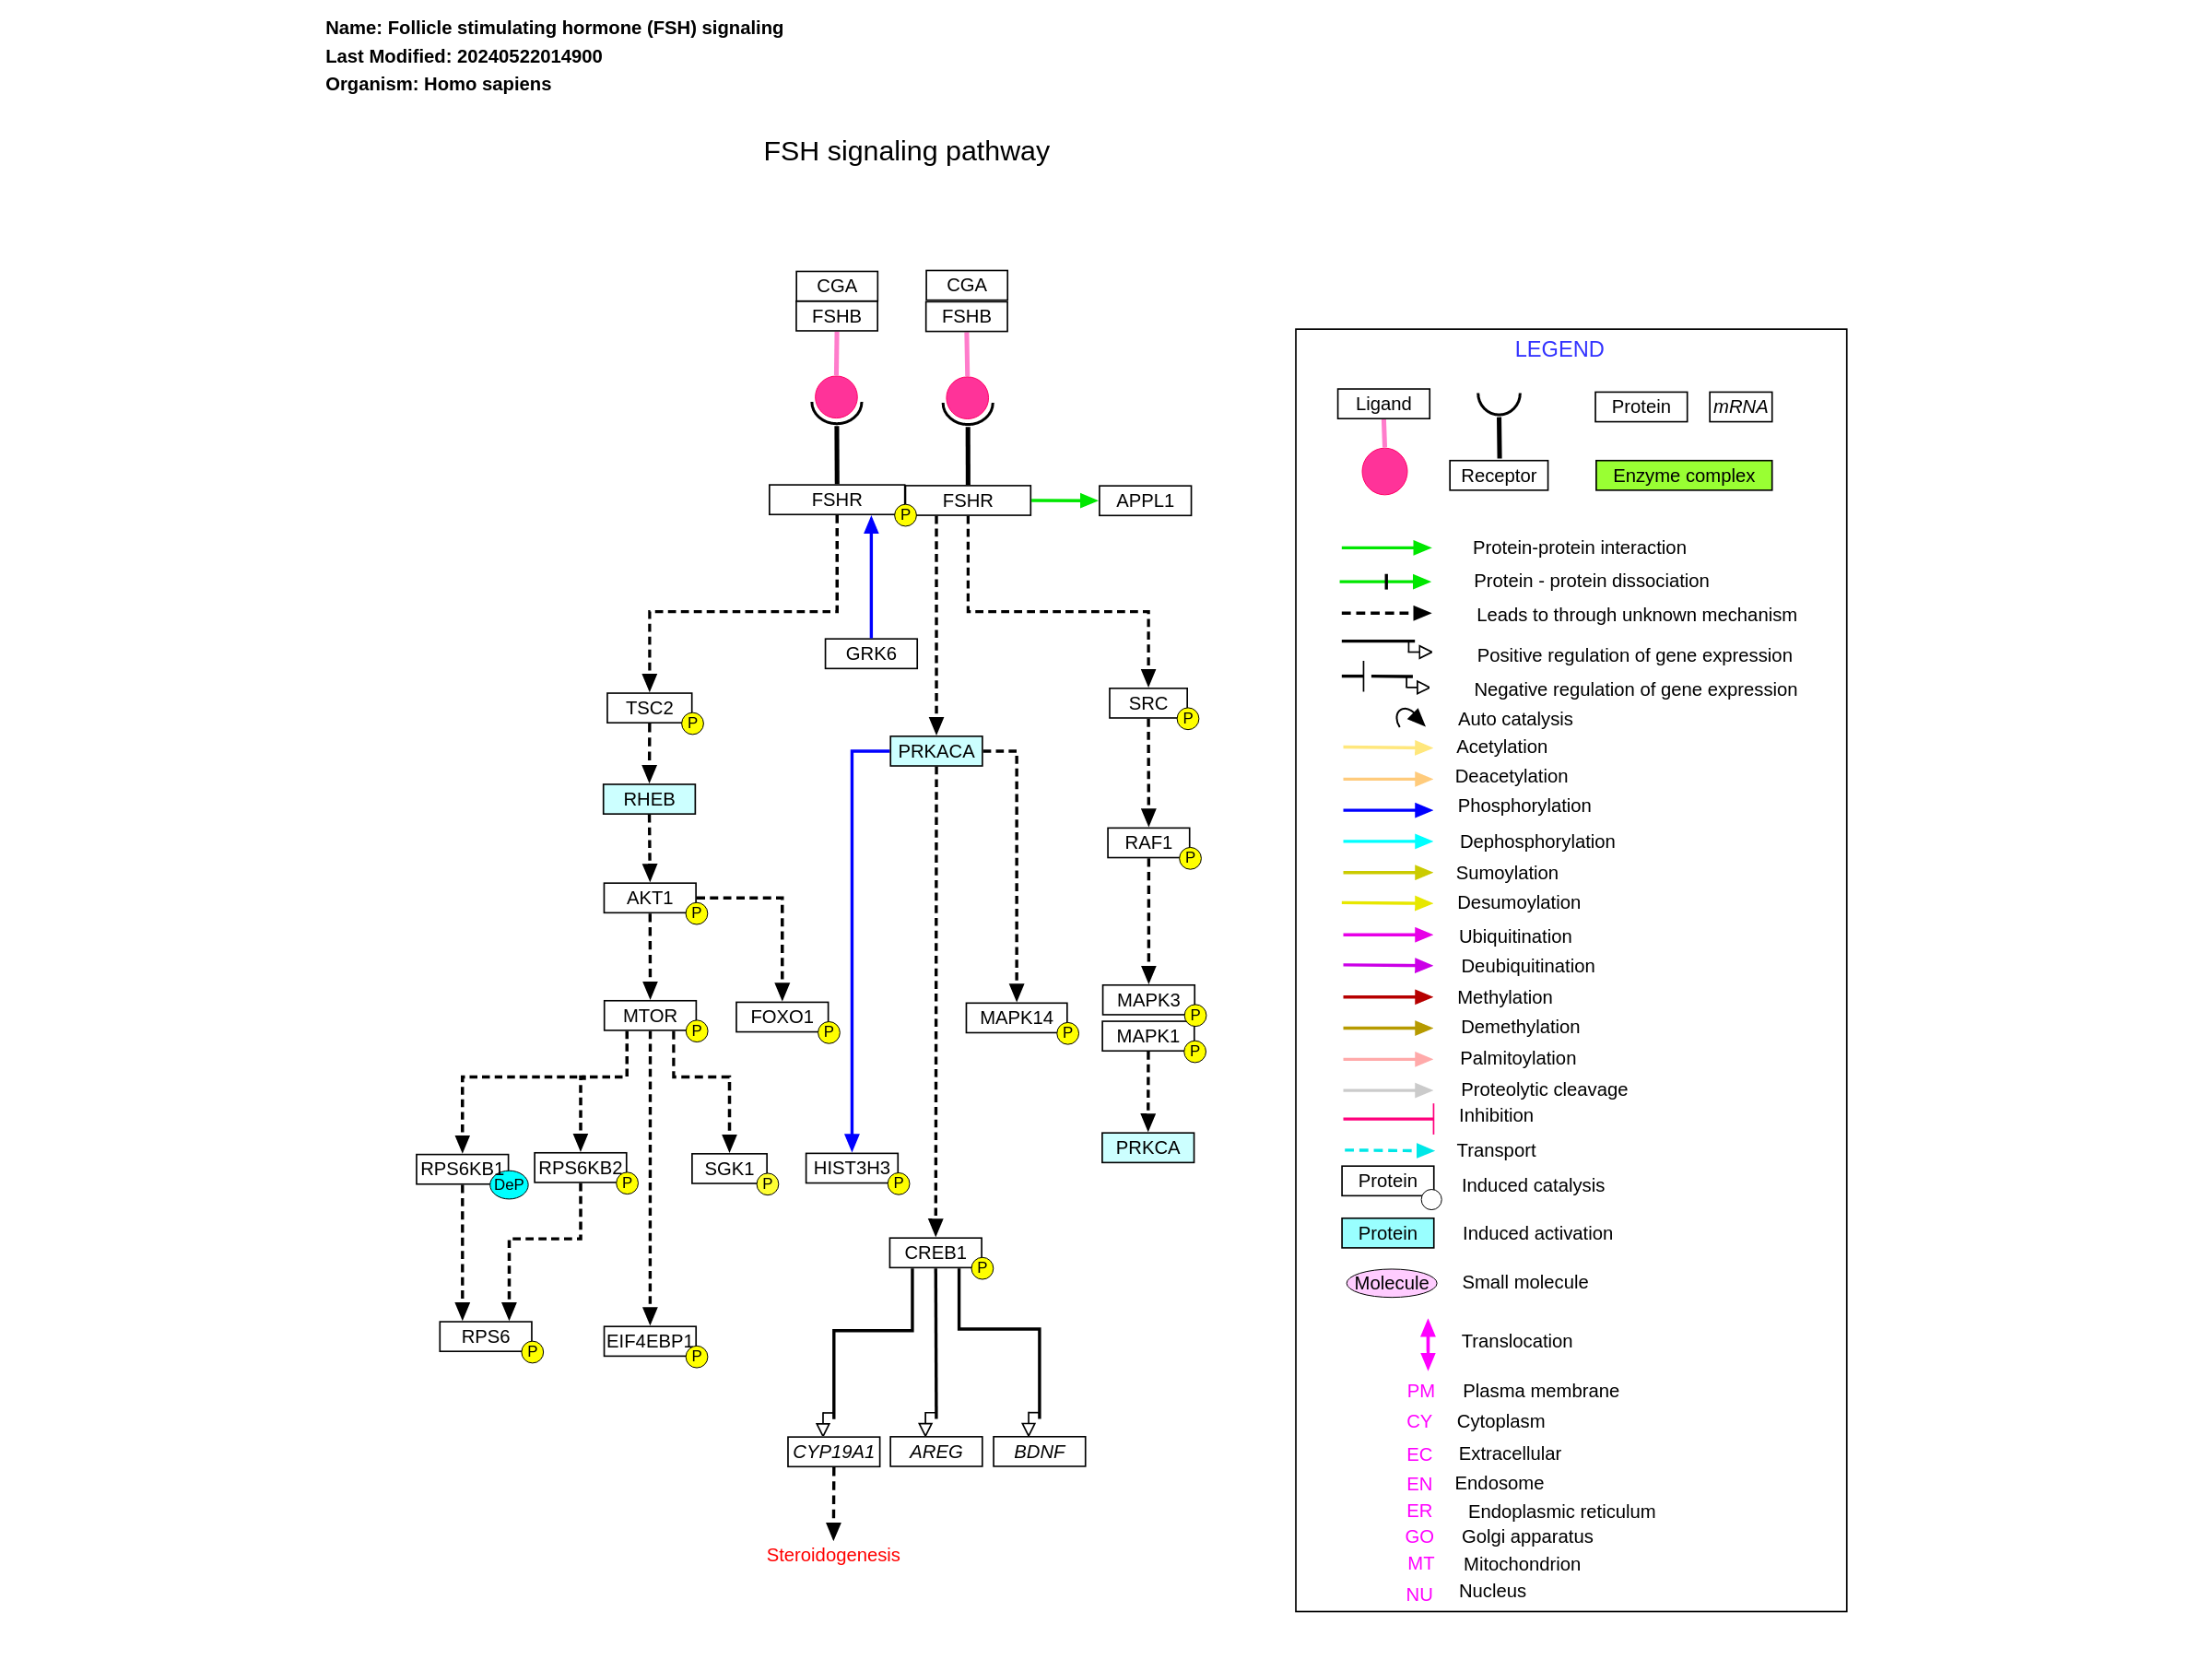 Name: Follicle stimulating hormone (FSH) signaling
Last Modified: 20240522014900
Organism: Homo sapiens
FSH signaling pathway
CGA
CGA
FSHB
FSHB
FSHR
P
FSHR
APPL1
GRK6
TSC2
P
SRC
P
PRKACA
RHEB
RAF1
P
AKT1
P
MTOR
P
FOXO1
P
MAPK14
P
MAPK3
P
MAPK1
P
PRKCA
RPS6KB1
DeP
RPS6KB2
P
SGK1
P
HIST3H3
P
CREB1
P
RPS6
P
EIF4EBP1
P
CYP19A1
AREG
BDNF
Steroidogenesis
LEGEND
Ligand
Protein
mRNA
Receptor
Enzyme complex
Protein-protein interaction
Protein - protein dissociation
Leads to through unknown mechanism
Positive regulation of gene expression
Negative regulation of gene expression
Auto catalysis
Acetylation
Deacetylation
Phosphorylation
Dephosphorylation
Sumoylation
Desumoylation
Ubiquitination
Deubiquitination
Methylation
Demethylation
Palmitoylation
Proteolytic cleavage
Inhibition
Transport
Protein
Induced catalysis
Protein
Induced activation
Molecule
Small molecule
Translocation
PM Plasma membrane
CY Cytoplasm
EC Extracellular
EN Endosome
ER Endoplasmic reticulum
GO Golgi apparatus
MT Mitochondrion
NU Nucleus